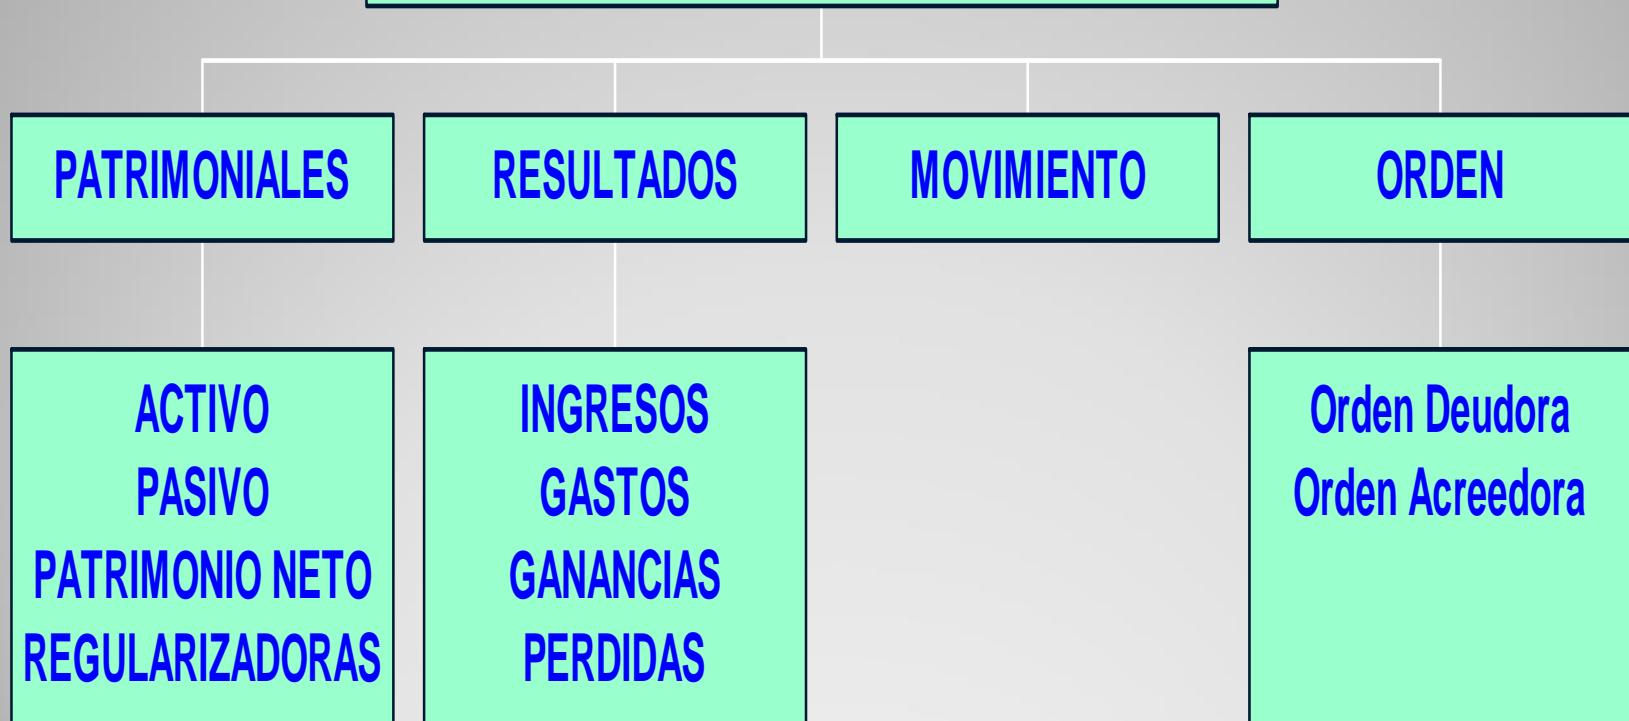 PATRIMONIALES
RESULTADOS
MOVIMIENTO
ORDEN
ACTIVO
PASIVO
PATRIMONIO NETO
REGULARIZADORAS
INGRESOS
GASTOS
GANANCIAS
PERDIDAS
Orden Deudora
Orden Acreedora